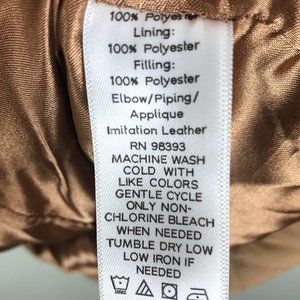 100% Polyester
Lining:
100% Polyester
Filling:
100% Polyester
Elbow/Piping/
Applique
Imitation Leather
RN 98393
MACHINE WASH
COLD WITH
LIKE COLORS
GENTLE CYCLE
ONLY NON-
CHLORINE BLEACH
WHEN NEEDED
TUMBLE DRY LOW
LOW IRON IF
NEEDED